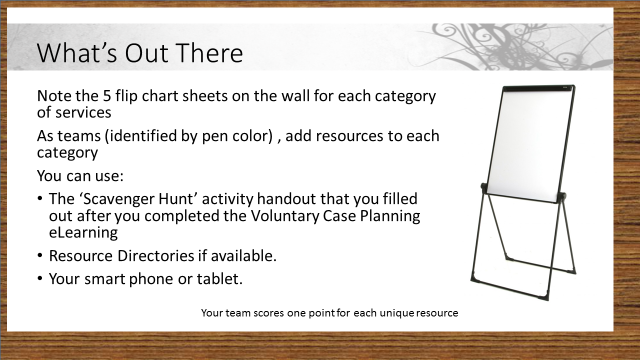 What's Out There
Note the 5 flip chart sheets on the wall for each category
of services
As teams (identified by pen color) , add resources to each
category
You can use:
• The ‘Scavenger Hunt’ activity handout that you filled
out after you completed the Voluntary Case Planning
eLearning
• Resource Directories if available.
• Your smart phone or tablet.
Your team scores one point for each unique resource